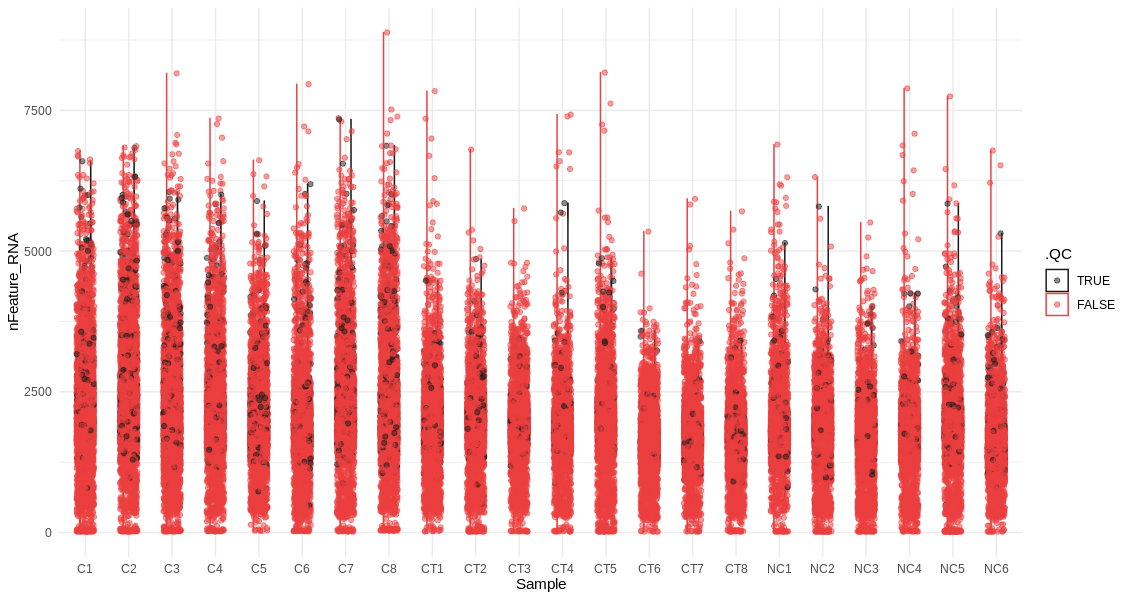 nFeature_RNA
7500
5000
2500
0
C1 C2 C3 C4 C5 C6 C7 C8 CT1 CT2 CT3 CT4 CT5 CT6 CT7 CT8 NC1 NC2 NC3 NC4 NC5 NC6
Sample
.QC
TRUE
FALSE